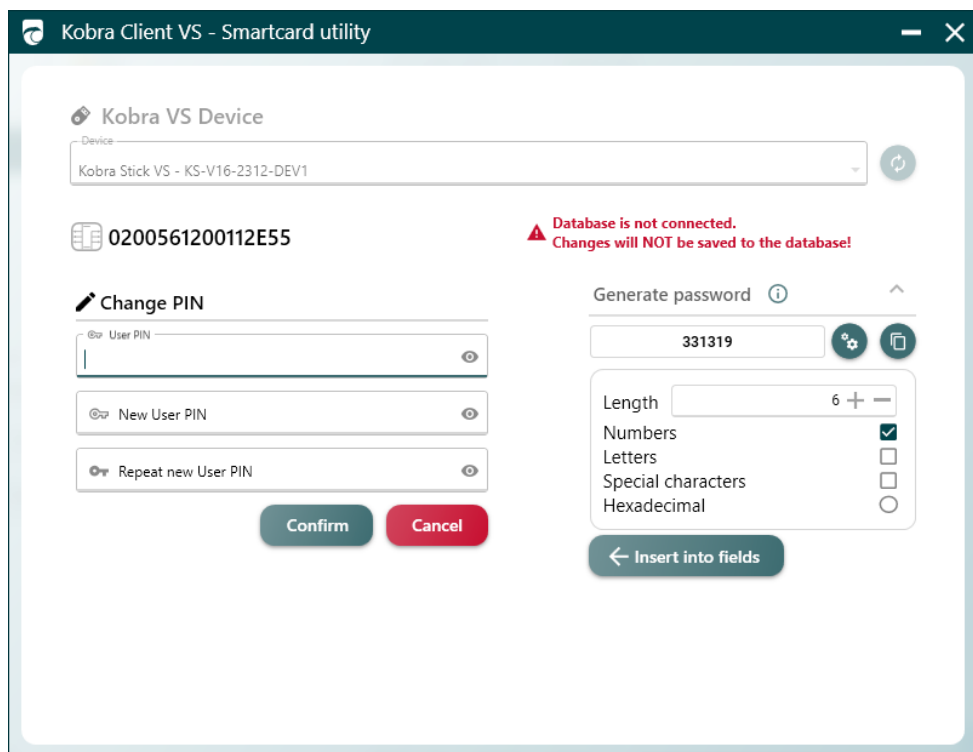 Kobra Client VS - Smartcard utility
Kobra VS Device
Device
Kobra Stick VS - KS-V16-2312-DEV1
0200561200112E55
Database is not connected.
Changes will NOT be saved to the database!
Change PIN
User PIN
New User PIN
Repeat new User PIN
Confirm
Cancel
Generate password
331319
Length 6
Numbers
Letters
Special characters
Hexadecimal
Insert into fields